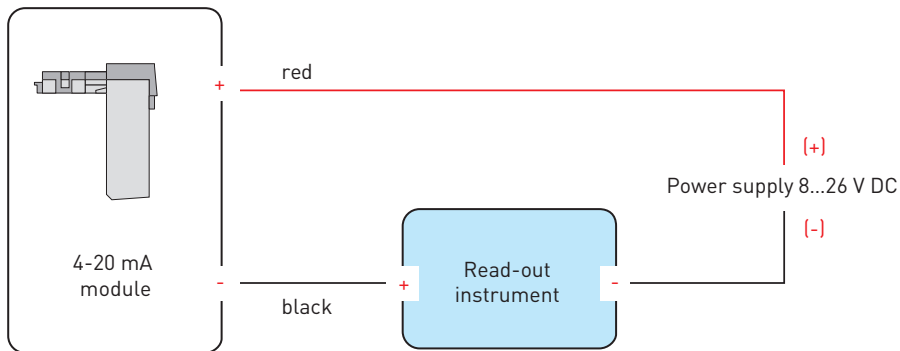 +
red
(+)
Power supply 8...26 V DC
(-)
4-20 mA
module
-
black
+
Read-out
instrument
-